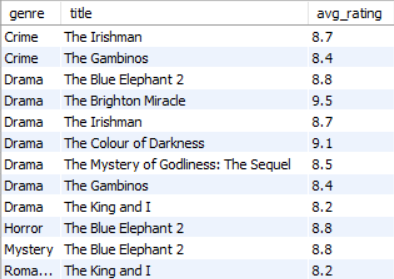 genre title avg_rating
Crime The Irishman 8.7
Crime The Gambinos 8.4
Drama The Blue Elephant 2 8.8
Drama The Brighton Miracle 9.5
Drama The Irishman 8.7
Drama The Colour of Darkness 9.1
Drama The Mystery of Godliness: The Sequel 8.5
Drama The Gambinos 8.4
Drama The King and I 8.2
Horror The Blue Elephant 2 8.8
Mystery The Blue Elephant 2 8.8
Roma... The King and I 8.2